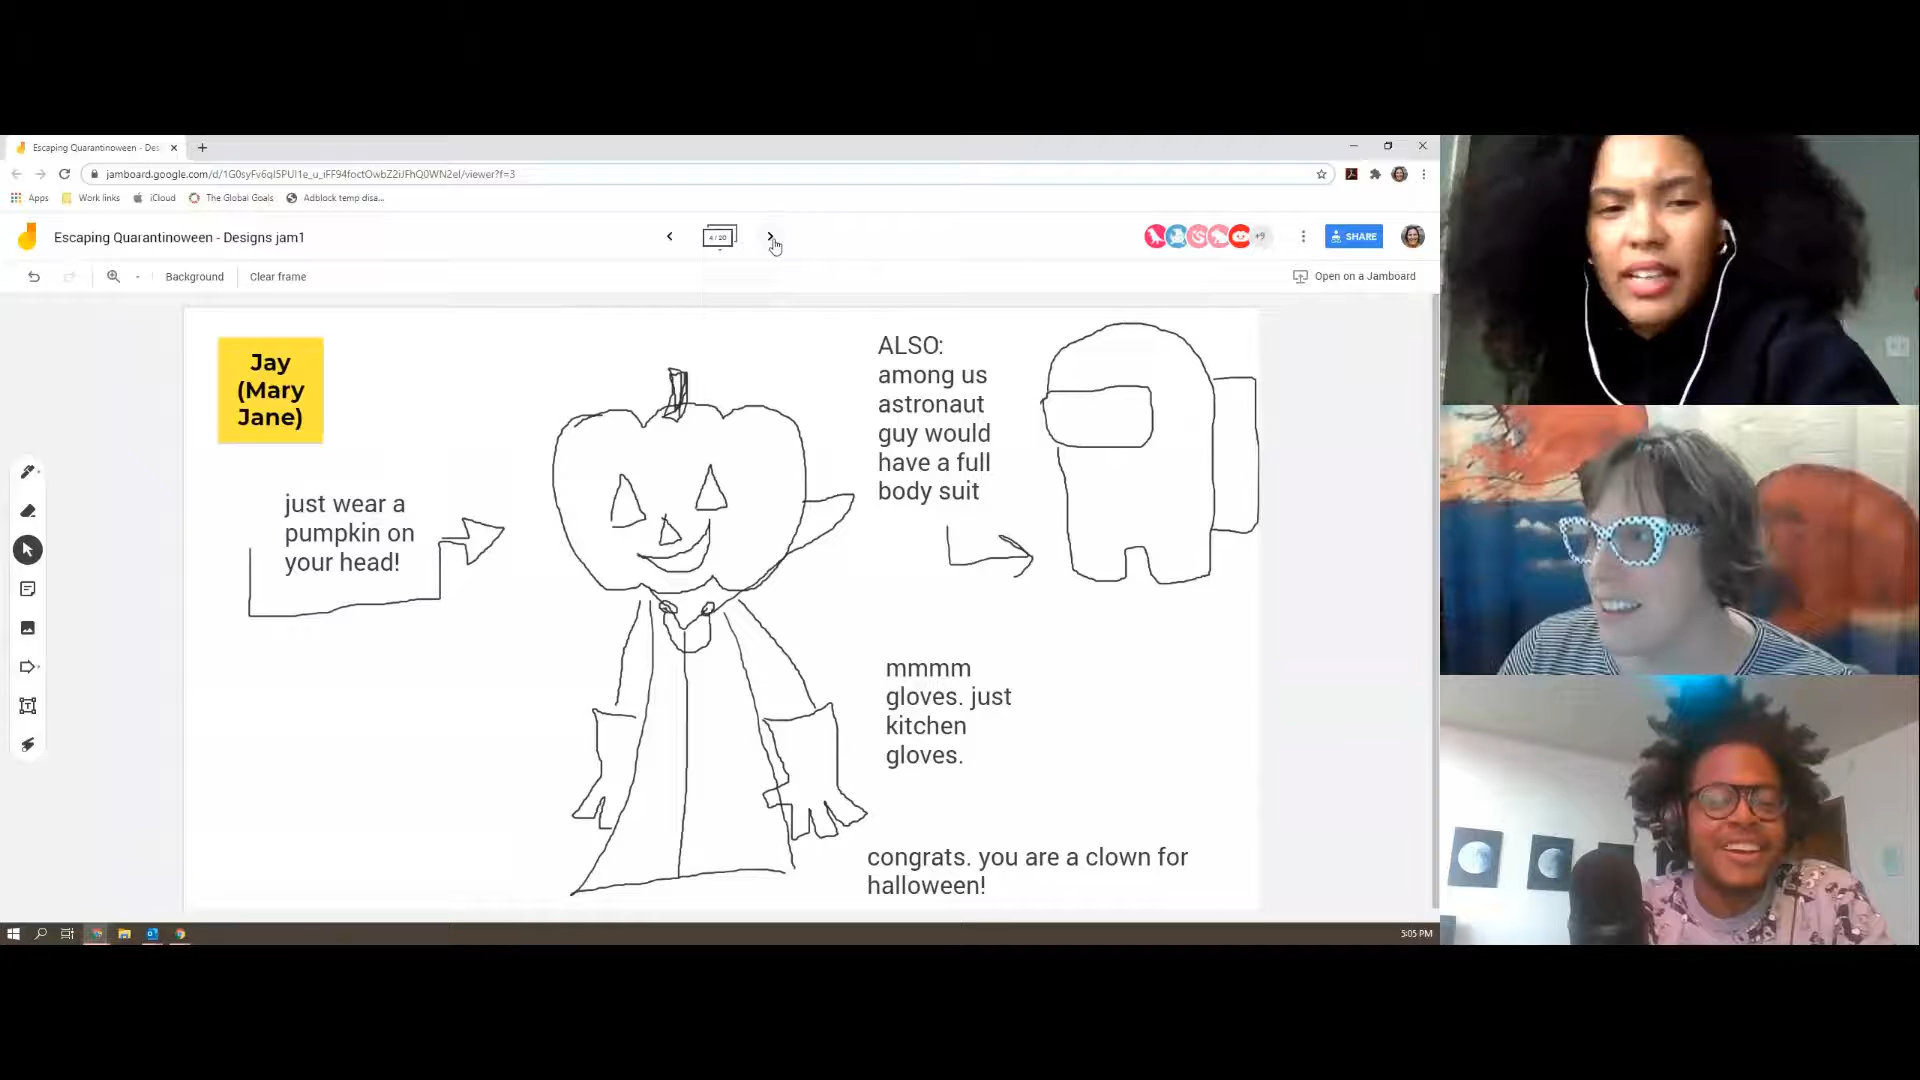 Escaping Quarantinoween - Des
jamboard.google.com
Apps
Work links
iCloud
The Global Goals
Adblock temp disa...
Escaping Quarantinoween - Designs jam1
4 / 20
+9
SHARE
Background
Clear frame
Open on a Jamboard
Jay
(Mary
Jane)
just wear a
pumpkin on
your head!
ALSO:
among us
astronaut
guy would
have a full
body suit
mmmm
gloves. just
kitchen
gloves.
congrats. you are a clown for
halloween!
5:05 PM